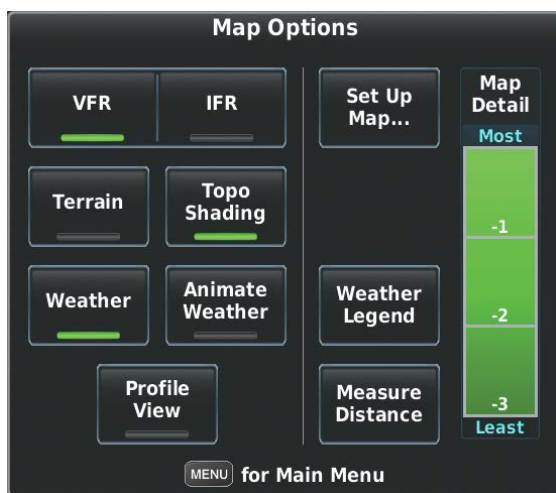 Map Options
VFR
IFR
Set Up
Map...
Map
Detail
Most
Terrain
Topo
Shading
-1
Weather
Animate
Weather
Weather
Legend
-2
Profile
View
Measure
Distance
-3
Least
MENU for Main Menu